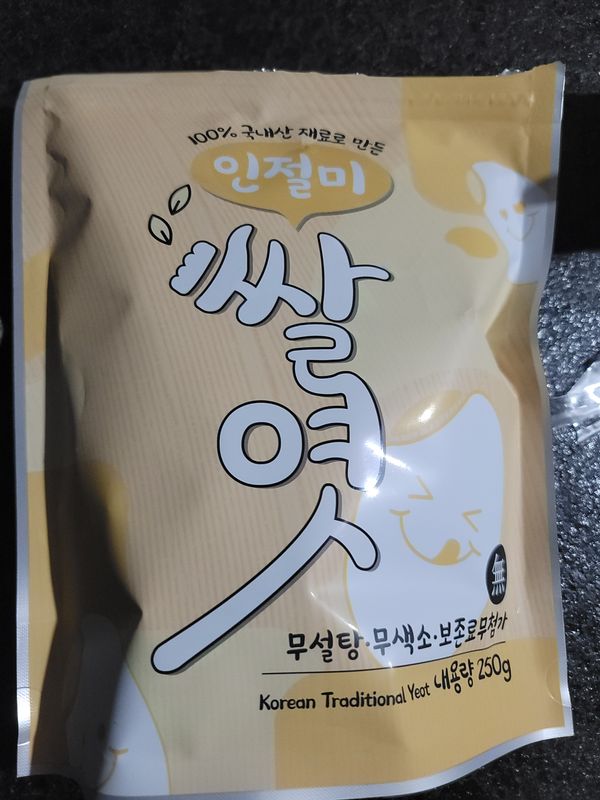 100% 국내산 재료로 만든
인절미
쌀
엿
無
무설탕·무색소·보존료무첨가
Korean Traditional Yeot 내용량 250g